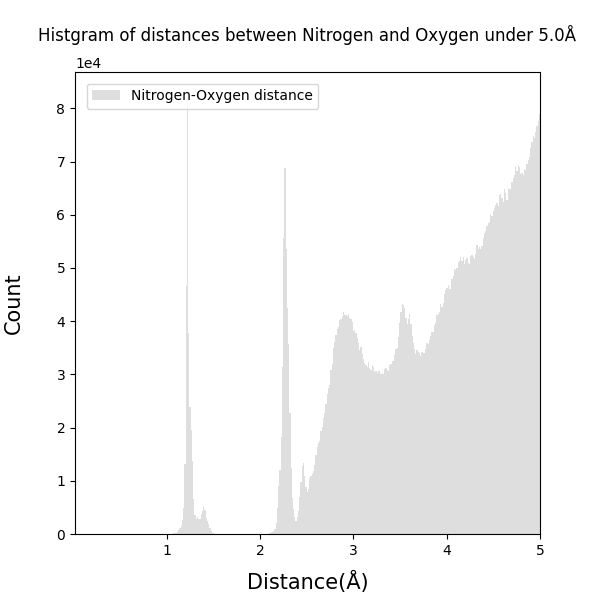 Histgram of distances between Nitrogen and Oxygen under 5.0Å
1e4
Nitrogen-Oxygen distance
8
7
6
5
4
3
2
1
0
Count
1 2 3 4 5
Distance(Å)